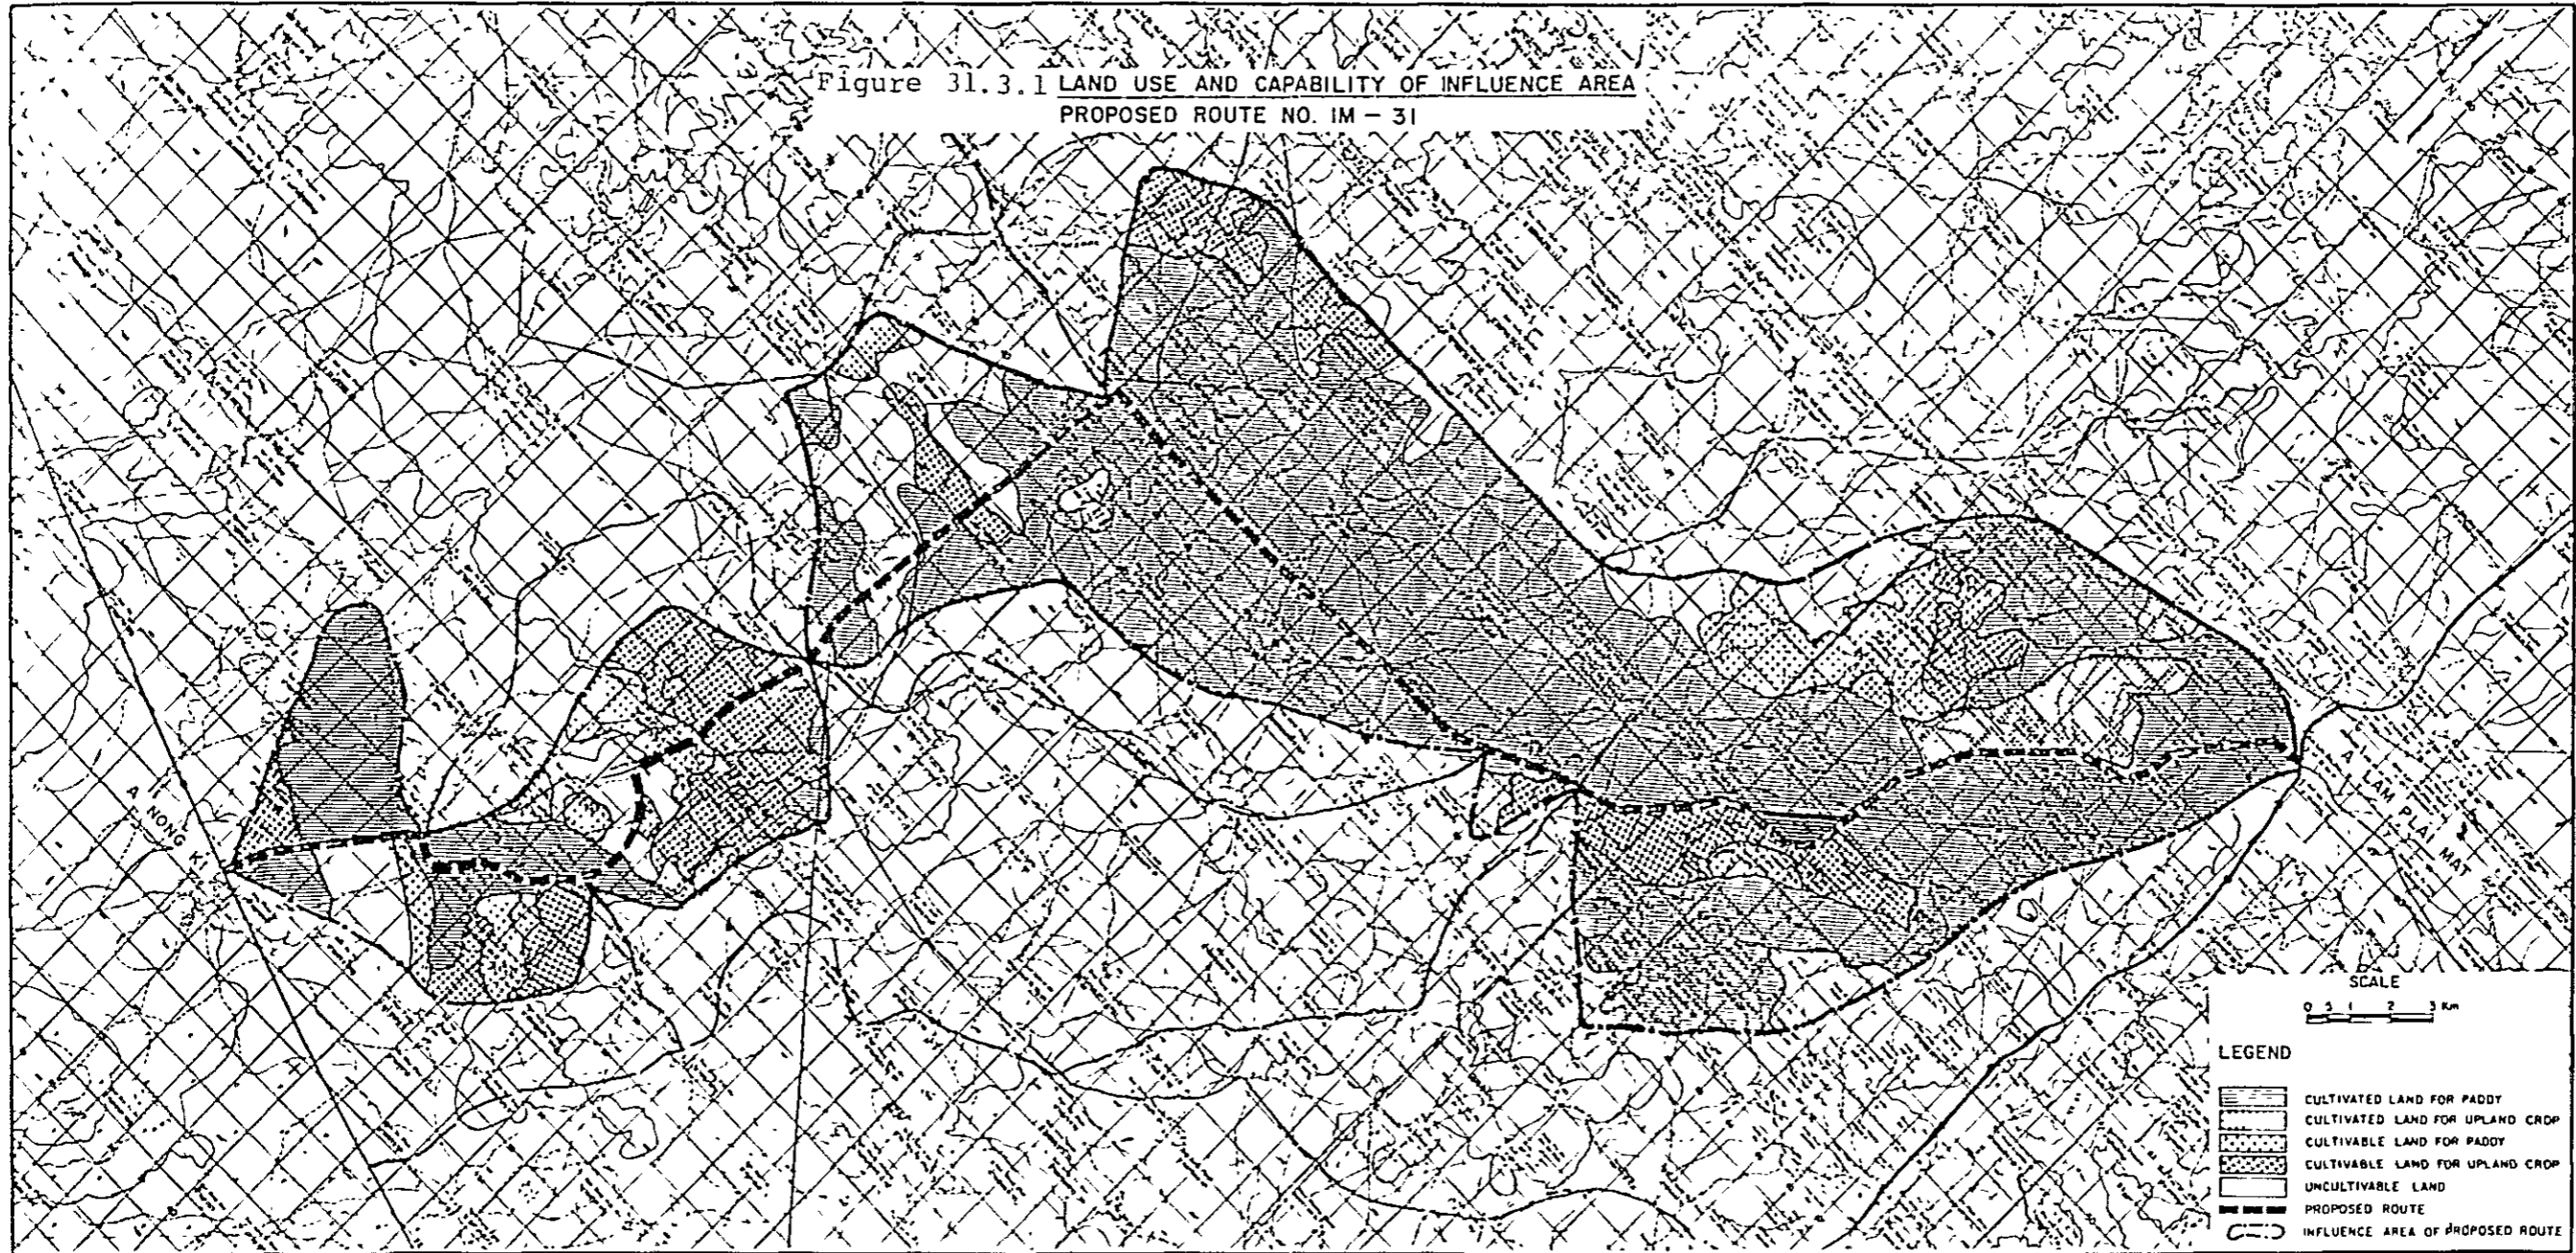 Figure 31.3.1 LAND USE AND CAPABILITY OF INFLUENCE AREA
PROPOSED ROUTE NO. IM - 31
A NONG
A LAM PLAI MAT
SCALE
0 .5 1 2 3 Km
LEGEND
CULTIVATED LAND FOR PADDY
CULTIVATED LAND FOR UPLAND CROP
CULTIVABLE LAND FOR PADDY
CULTIVABLE LAND FOR UPLAND CROP
UNCULTIVABLE LAND
PROPOSED ROUTE
INFLUENCE AREA OF PROPOSED ROUTE